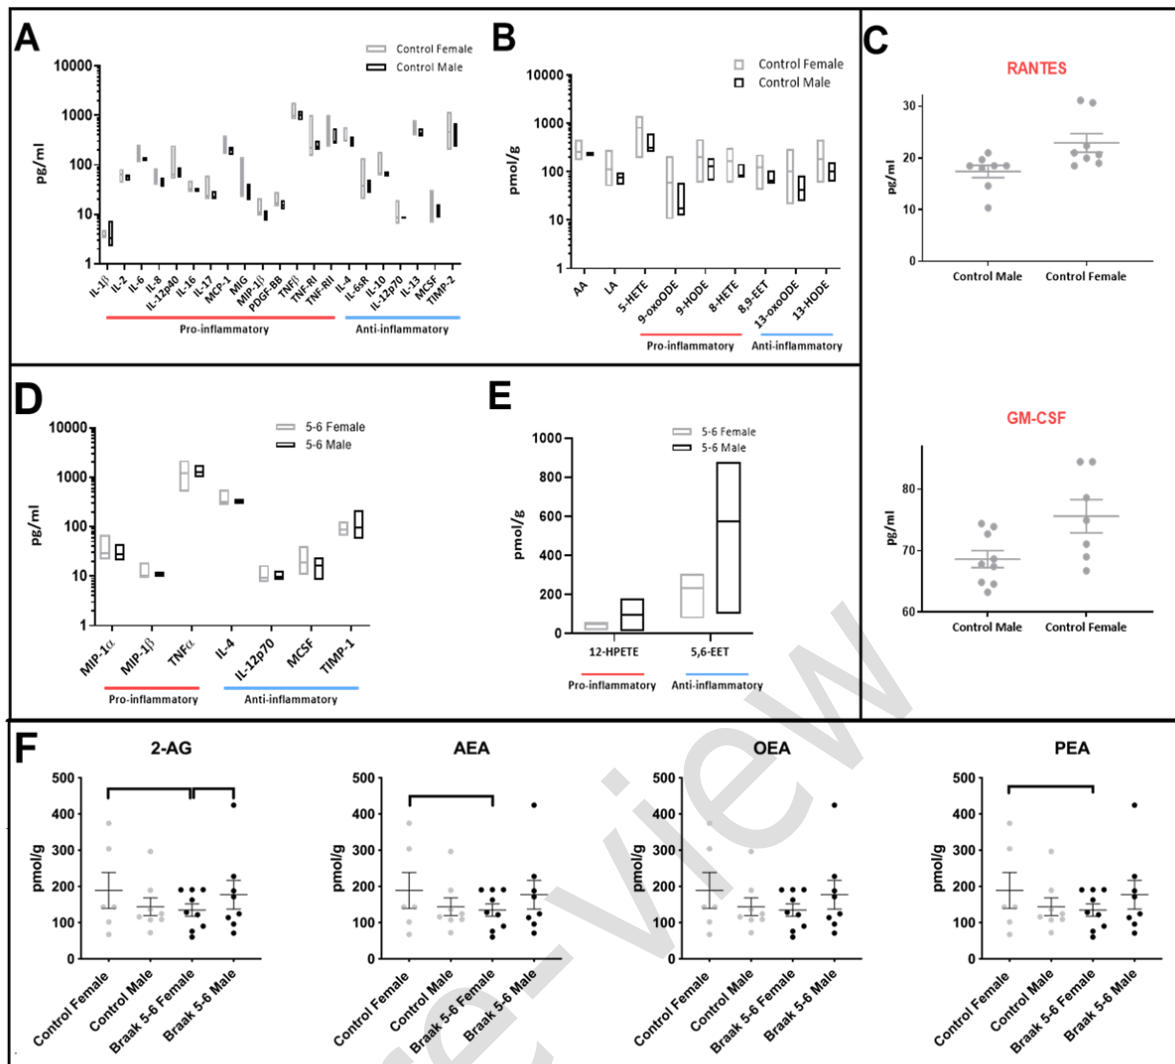 A
Control Female
Control Male
10000
1000
100
10
1
pg/ml
IL-1β
IL-2
IL-6
IL-8
IL-12p40
IL-16
IL-17
MCP-1
MIG
MIP-1β
PDGF-BB
TNFβ
TNF-RI
TNF-RII
IL-4
IL-6sR
IL-10
IL-12p70
IL-13
MCSF
TIMP-2
Pro-inflammatory
Anti-inflammatory
B
Control Female
Control Male
10000
1000
100
10
1
pmol/g
AA
LA
5-HETE
9-oxoODE
9-HODE
8-HETE
8,9-EET
13-oxoODE
13-HODE
Pro-inflammatory
Anti-inflammatory
C
RANTES
30
20
10
0
pg/ml
Control Male
Control Female
GM-CSF
80
70
60
pg/ml
Control Male
Control Female
D
5-6 Female
5-6 Male
10000
1000
100
10
1
pg/ml
MIP-1α
MIP-1β
TNFα
IL-4
IL-12p70
MCSF
TIMP-1
Pro-inflammatory
Anti-inflammatory
E
5-6 Female
5-6 Male
1000
800
600
400
200
0
pmol/g
12-HPETE
5,6-EET
Pro-inflammatory
Anti-inflammatory
F
2-AG
500
400
300
200
100
0
pmol/g
Control Female
Control Male
Braak 5-6 Female
Braak 5-6 Male
AEA
500
400
300
200
100
0
pmol/g
Control Female
Control Male
Braak 5-6 Female
Braak 5-6 Male
OEA
500
400
300
200
100
0
pmol/g
Control Female
Control Male
Braak 5-6 Female
Braak 5-6 Male
PEA
500
400
300
200
100
0
pmol/g
Control Female
Control Male
Braak 5-6 Female
Braak 5-6 Male
re-view